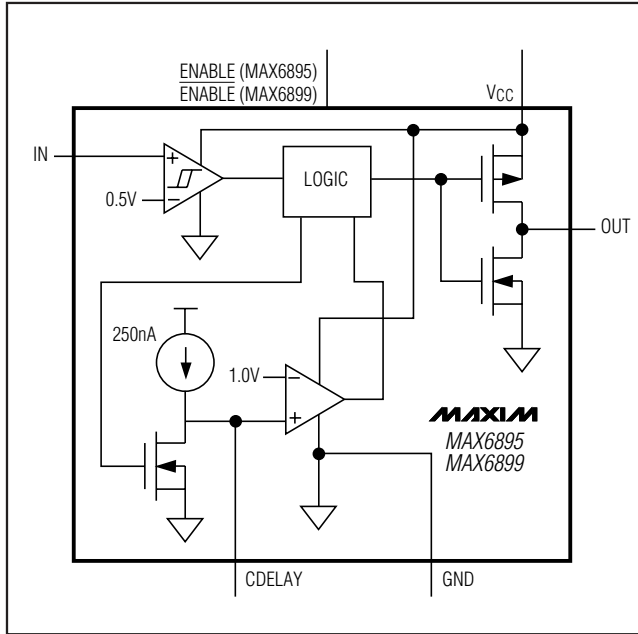 ENABLE (MAX6895)
ENABLE (MAX6899)
VCC
IN
+
−
0.5V
LOGIC
OUT
250nA
1.0V
−
+
MAXIM
MAX6895
MAX6899
CDELAY
GND